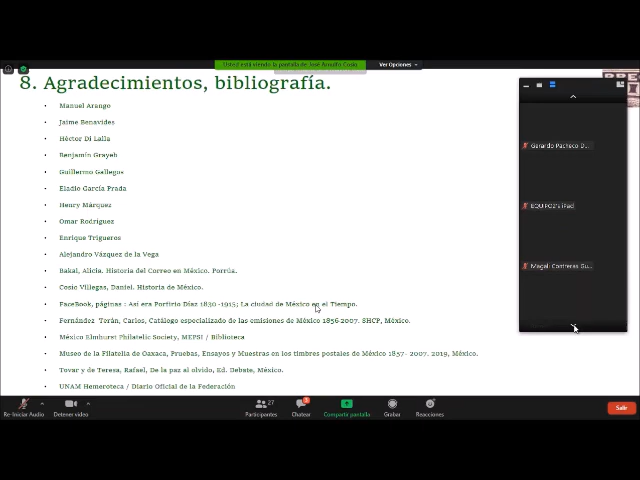 Usted está viendo la pantalla de José Arnulfo Cosío
Ver Opciones
8. Agradecimientos, bibliografía.
• Manuel Arango
• Jaime Benavides
• Héctor Di Lalla
• Benjamín Grayeb
• Guillermo Gallegos
• Eladio García Prada
• Henry Márquez
• Omar Rodríguez
• Enrique Trigueros
• Alejandro Vázquez de la Vega
• Bakal, Alicia. Historia del Correo en México. Porrúa.
• Cosío Villegas, Daniel. Historia de México.
• FaceBook, páginas : Así era Porfirio Díaz 1830 -1915; La ciudad de México en el Tiempo.
• Fernández Terán, Carlos, Catálogo especializado de las emisiones de México 1856-2007. SHCP, México.
• México Elmhurst Philatelic Society, MEPSI / Biblioteca
• Museo de la Filatelia de Oaxaca, Pruebas, Ensayos y Muestras en los timbres postales de México 1857- 2007. 2019, México.
• Tovar y de Teresa, Rafael, De la paz al olvido, Ed. Debate, México.
• UNAM Hemeroteca / Diario Oficial de la Federación
Gerardo Pacheco D...
EQUIFO2's iPad
Magali Contreras Gu...
Re-Iniciar Audio
Detener video
27
Participantes
Chatear
Compartir pantalla
Grabar
Reacciones
Salir